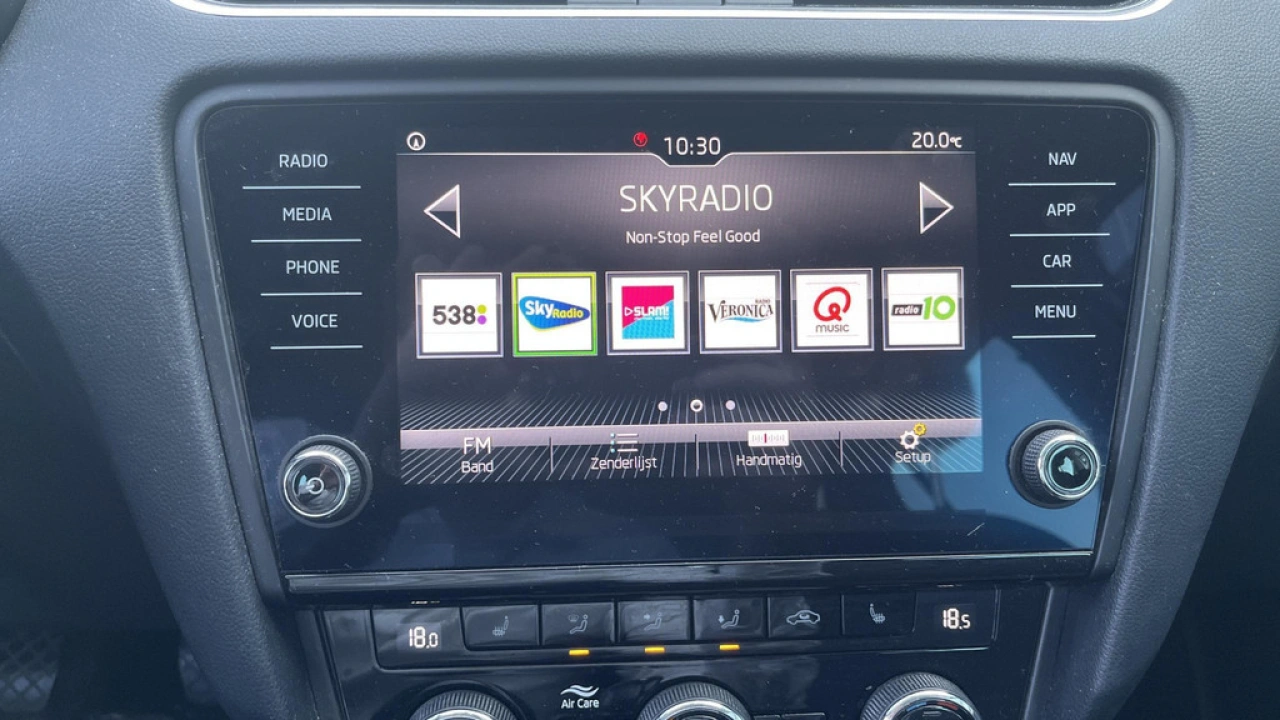 10:30
20.0°C
RADIO
MEDIA
PHONE
VOICE
SKYRADIO
Non-Stop Feel Good
NAV
APP
CAR
MENU
538
Sky Radio
SLAM!
RADIO
VERONICA
Q
music
radio 10
FM
Band
Zenderlijst
Handmatig
Setup
18.0
18.5
Air Care